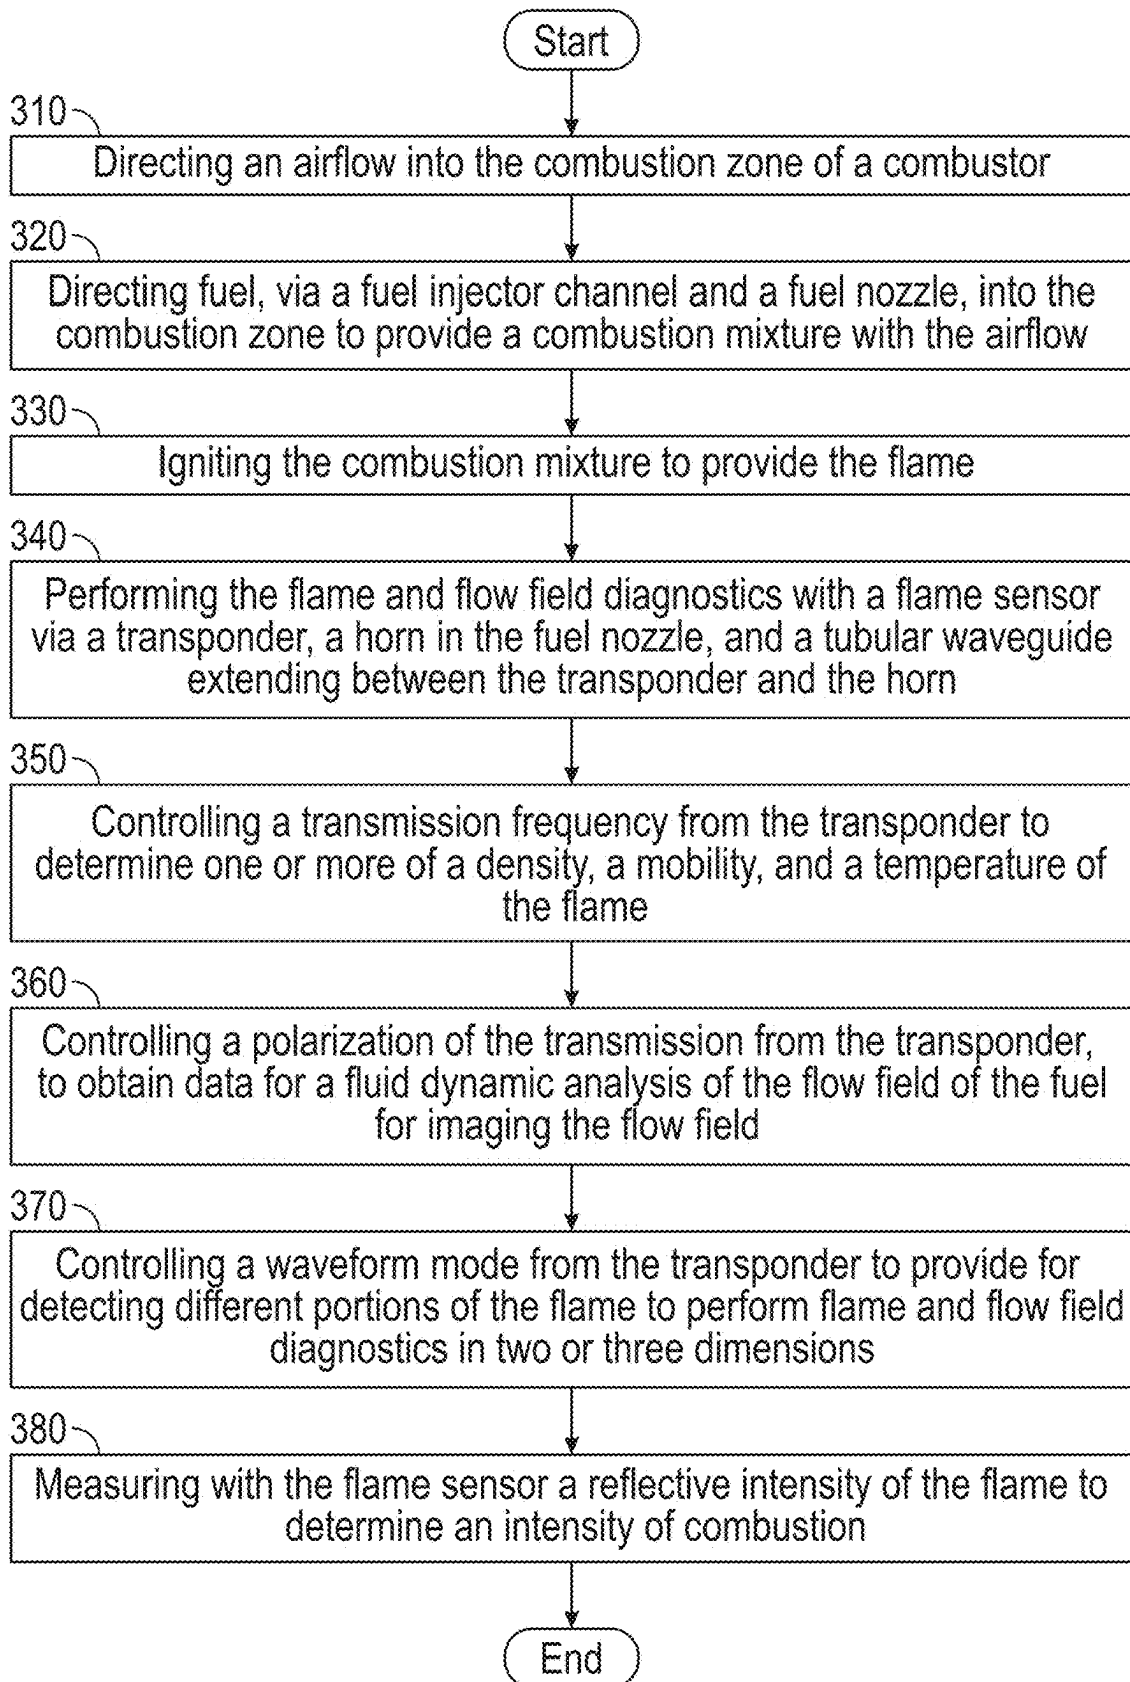 Start
310
Directing an airflow into the combustion zone of a combustor
320
Directing fuel, via a fuel injector channel and a fuel nozzle, into the
combustion zone to provide a combustion mixture with the airflow
330
Igniting the combustion mixture to provide the flame
340
Performing the flame and flow field diagnostics with a flame sensor
via a transponder, a horn in the fuel nozzle, and a tubular waveguide
extending between the transponder and the horn
350
Controlling a transmission frequency from the transponder to
determine one or more of a density, a mobility, and a temperature of
the flame
360
Controlling a polarization of the transmission from the transponder,
to obtain data for a fluid dynamic analysis of the flow field of the fuel
for imaging the flow field
370
Controlling a waveform mode from the transponder to provide for
detecting different portions of the flame to perform flame and flow field
diagnostics in two or three dimensions
380
Measuring with the flame sensor a reflective intensity of the flame to
determine an intensity of combustion
End